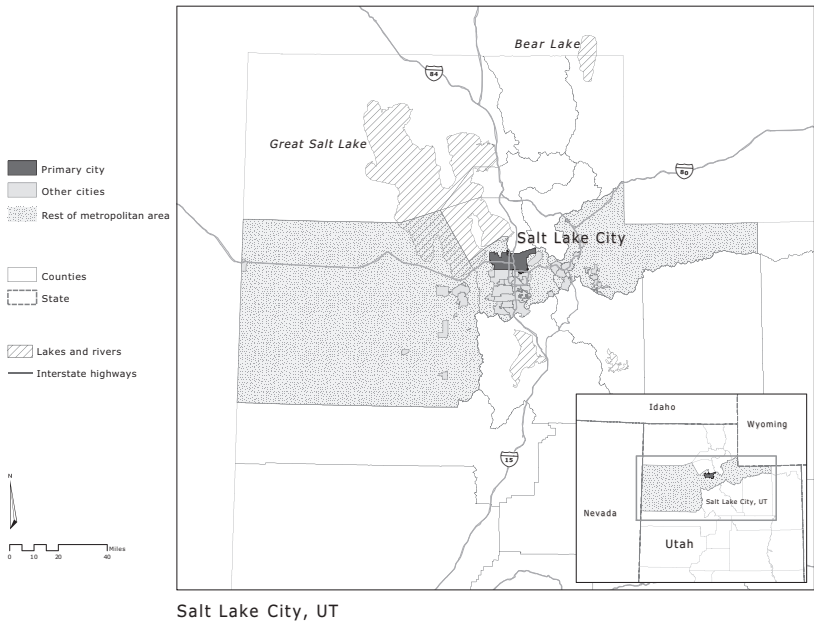 Bear Lake
84
Great Salt Lake
80
Primary city
Other cities
Rest of metropolitan area
Salt Lake City
Counties
State
Lakes and rivers
Interstate highways
Idaho
Wyoming
15
N
Salt Lake City, UT
Nevada
Utah
Miles
0 10 20 40
Salt Lake City, UT